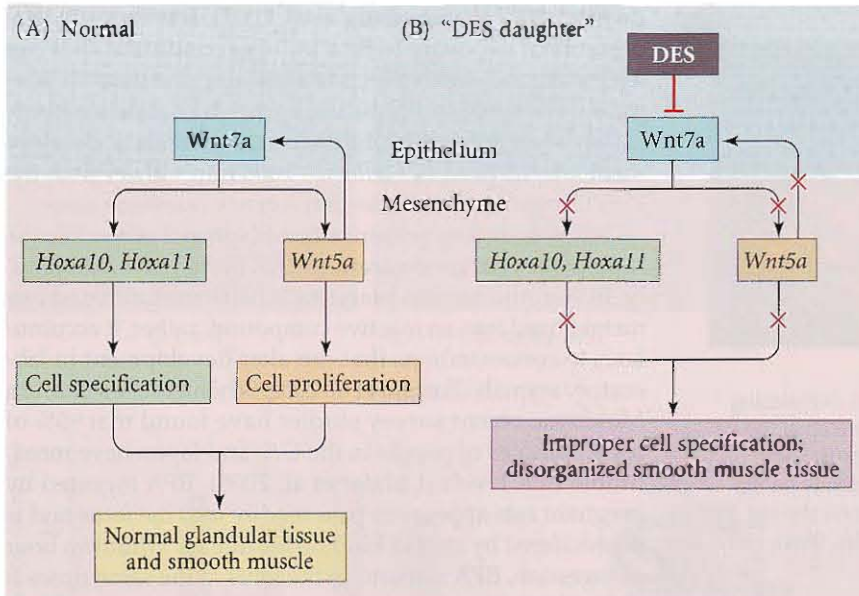 (A) Normal
(B) “DES daughter”
DES
Wnt7a
Wnt7a
Epithelium
Mesenchyme
Hoxa10, Hoxa11
Wnt5a
Hoxa10, Hoxa11
Wnt5a
Cell specification
Cell proliferation
Improper cell specification;
disorganized smooth muscle tissue
Normal glandular tissue
and smooth muscle